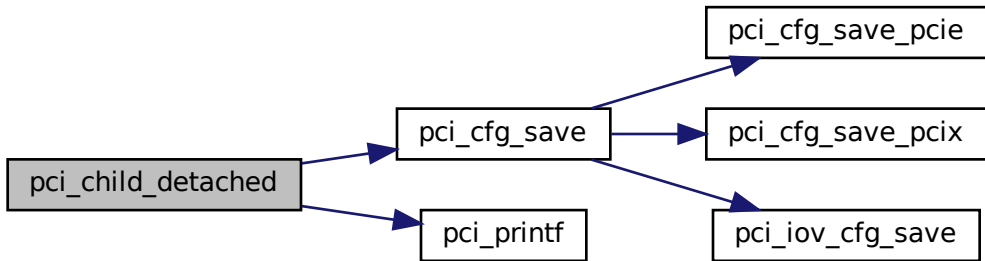 pci_child_detached
pci_cfg_save
pci_printf
pci_cfg_save_pcie
pci_cfg_save_pcix
pci_iov_cfg_save